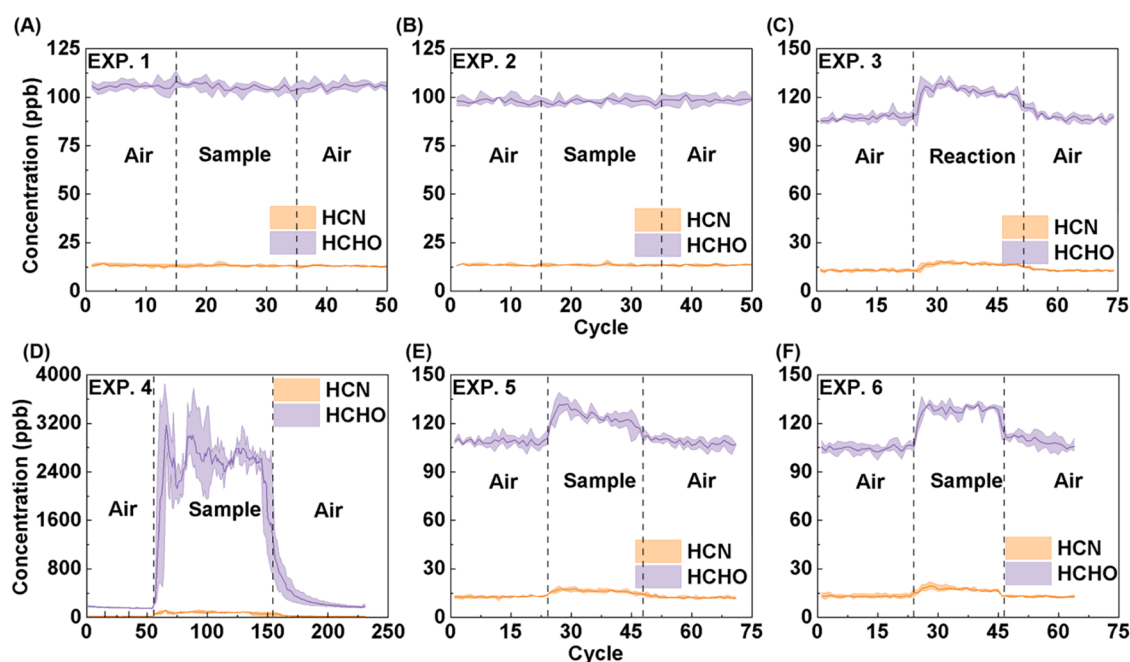 (A)
EXP. 1
Concentration (ppb)
125
100
75
50
25
0
Air
Sample
Air
HCN
HCHO
0 10 20 30 40 50
(B)
EXP. 2
125
100
75
50
25
0
Air
Sample
Air
HCN
HCHO
0 10 20 30 40 50
Cycle
(C)
EXP. 3
150
120
90
60
30
0
Air
Reaction
Air
HCN
HCHO
0 15 30 45 60 75
(D)
EXP. 4
Concentration (ppb)
4000
3200
2400
1600
800
0
HCN
HCHO
Air
Sample
Air
0 50 100 150 200 250
(E)
EXP. 5
150
120
90
60
30
0
Air
Sample
Air
HCN
HCHO
0 15 30 45 60 75
Cycle
(F)
EXP. 6
150
120
90
60
30
0
Air
Sample
Air
HCN
HCHO
0 15 30 45 60 75